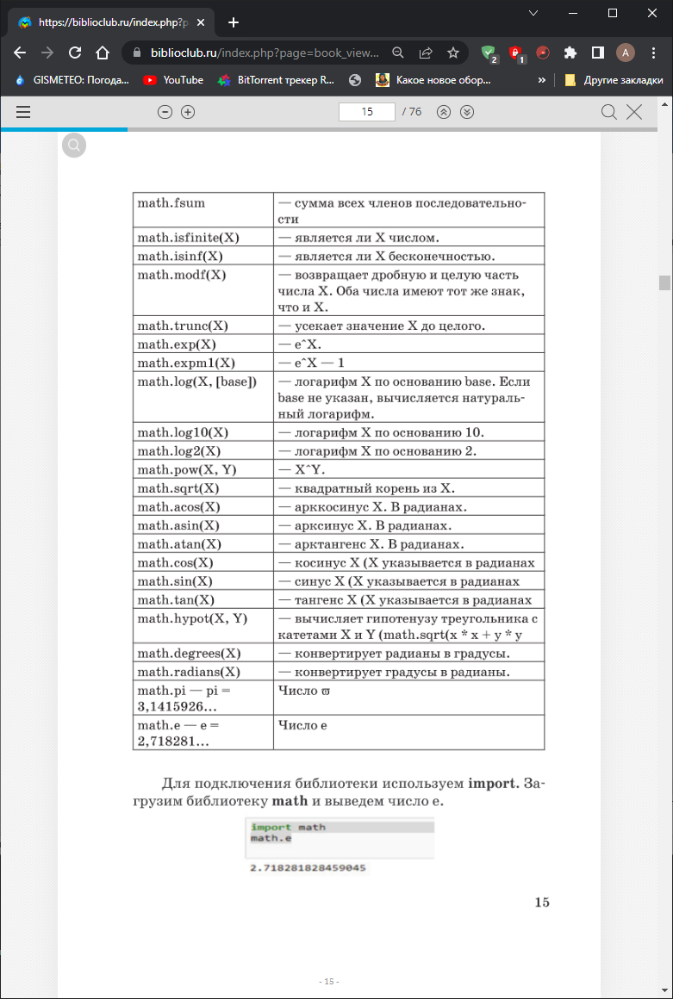 https://biblioclub.ru/index.php?p
biblioclub.ru/index.php?page=book_view...
2
1
A
GISMETEO: Погода...
YouTube
BitTorrent трекер R...
Какое новое обор...
»
Другие закладки
15 / 76
math.fsum — сумма всех членов последовательно-
сти
math.isfinite(X) — является ли X числом.
math.isinf(X) — является ли X бесконечностью.
math.modf(X) — возвращает дробную и целую часть
числа X. Оба числа имеют тот же знак,
что и X.
math.trunc(X) — усекает значение X до целого.
math.exp(X) — e^X.
math.expm1(X) — e^X — 1
math.log(X, [base]) — логарифм X по основанию base. Если
base не указан, вычисляется натураль-
ный логарифм.
math.log10(X) — логарифм X по основанию 10.
math.log2(X) — логарифм X по основанию 2.
math.pow(X, Y) — X^Y.
math.sqrt(X) — квадратный корень из X.
math.acos(X) — арккосинус X. В радианах.
math.asin(X) — арксинус X. В радианах.
math.atan(X) — арктангенс X. В радианах.
math.cos(X) — косинус X (X указывается в радианах
math.sin(X) — синус X (X указывается в радианах
math.tan(X) — тангенс X (X указывается в радианах
math.hypot(X, Y) — вычисляет гипотенузу треугольника с
катетами X и Y (math.sqrt(x * x + y * y
math.degrees(X) — конвертирует радианы в градусы.
math.radians(X) — конвертирует градусы в радианы.
math.pi — pi = Число ϖ
3,1415926...
math.e — e = Число e
2,718281...
Для подключения библиотеки используем import. За-
грузим библиотеку math и выведем число e.
import math
math.e
2.718281828459045
15
- 15 -